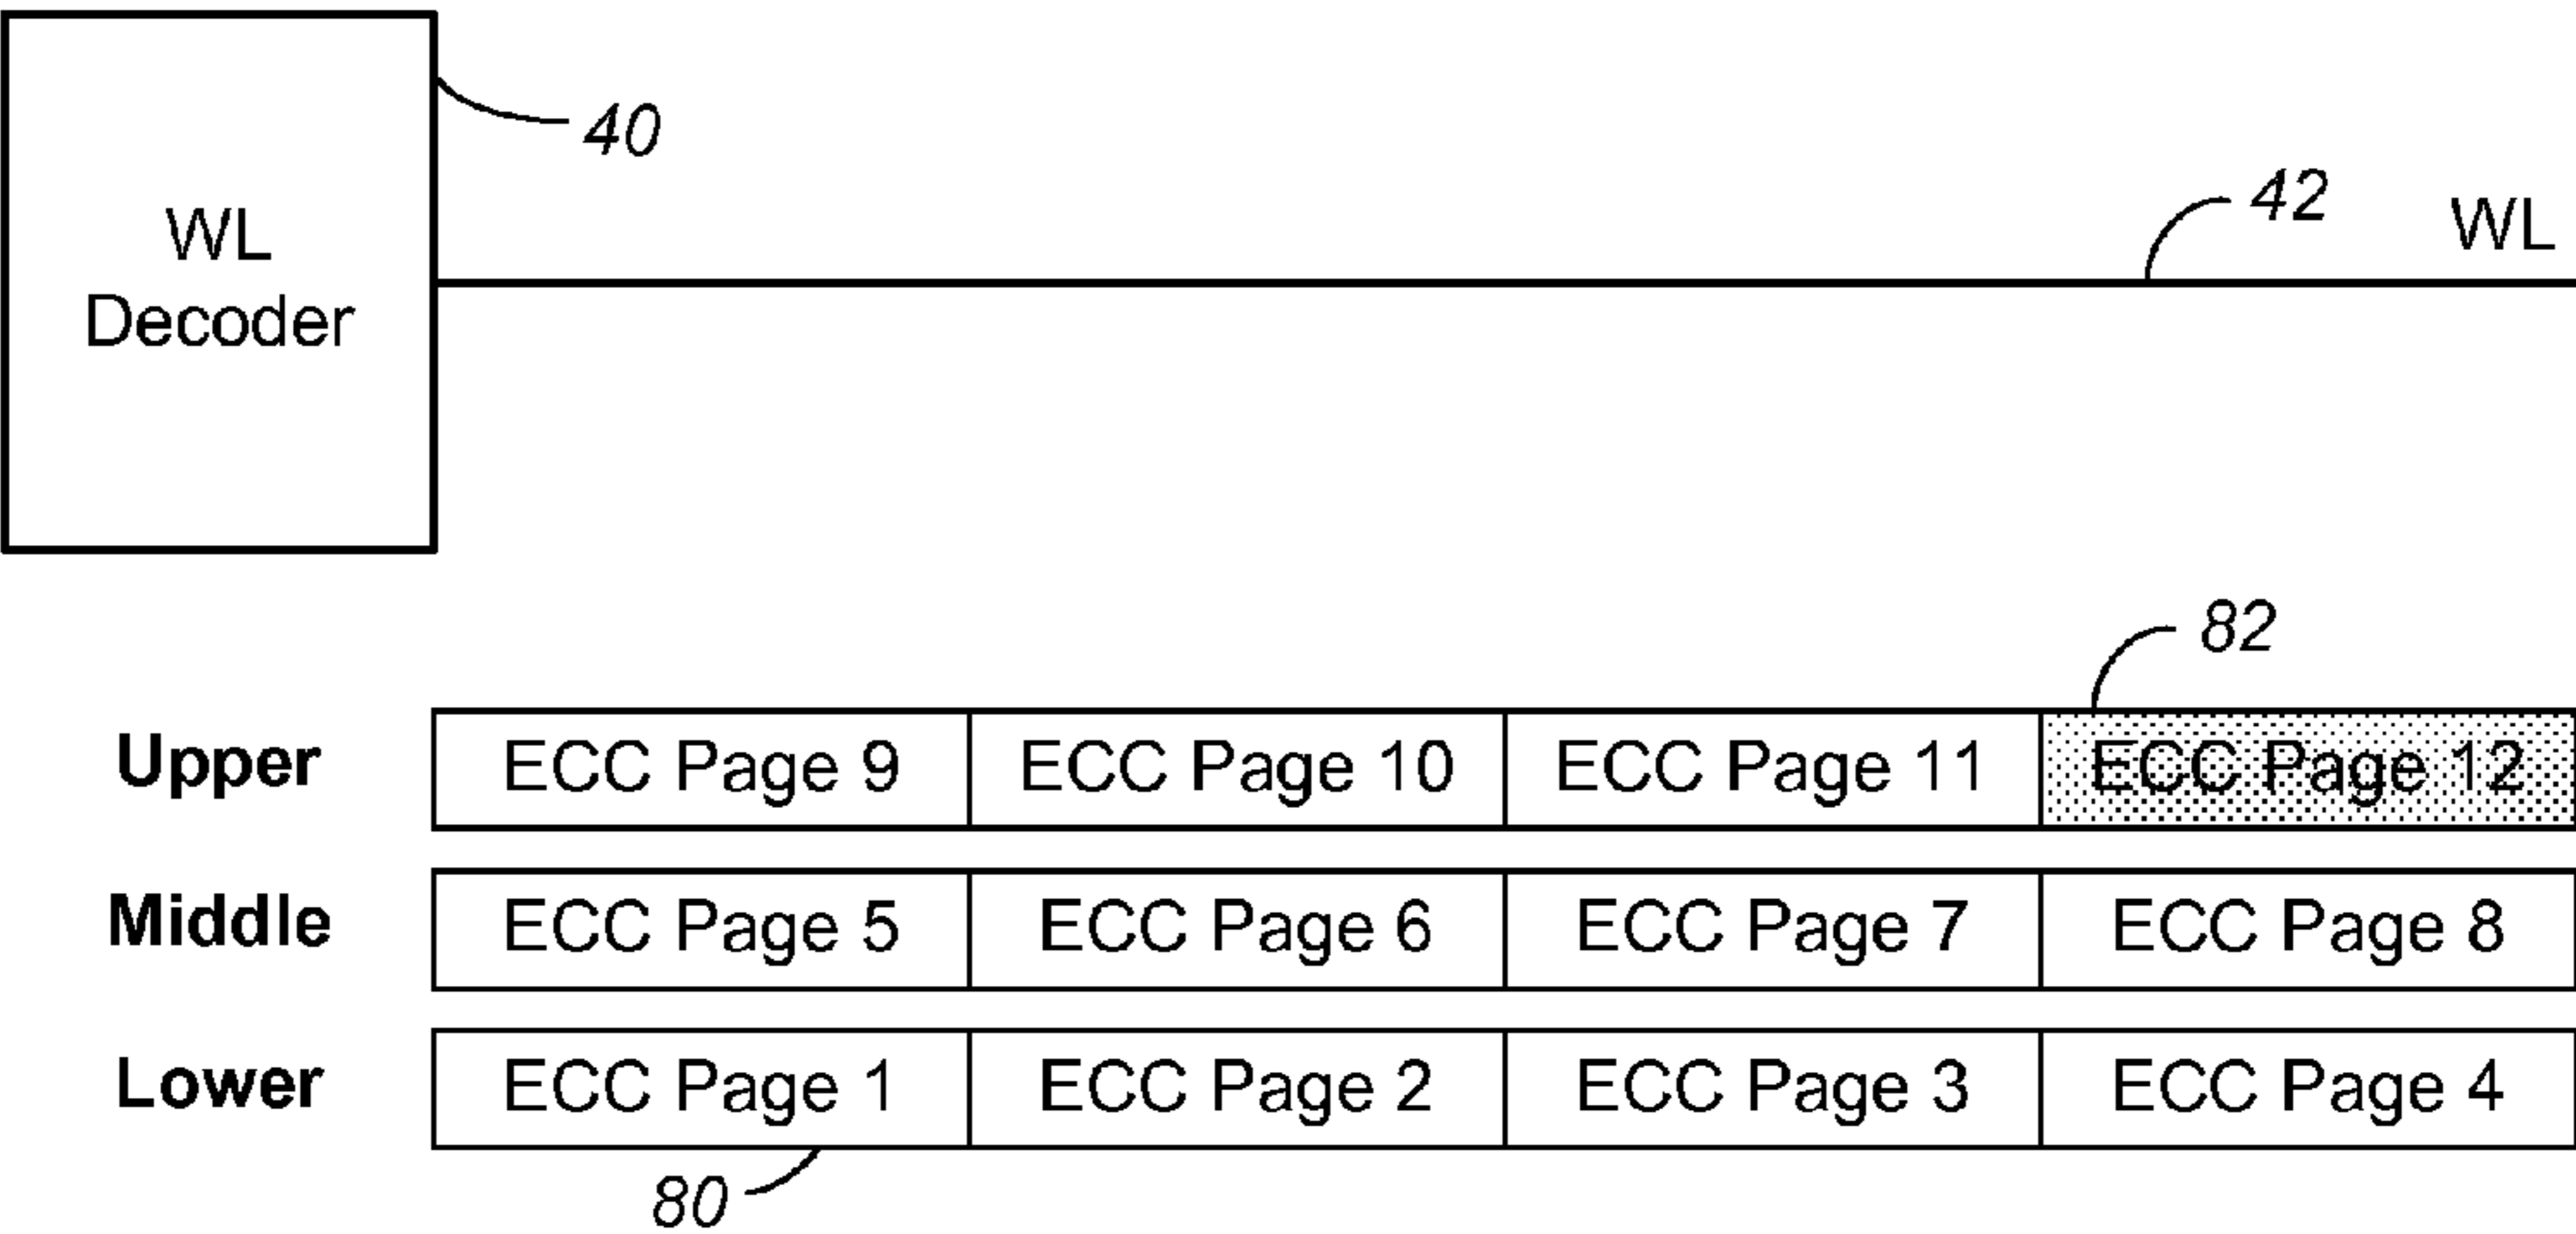 40
WL
Decoder
42
WL
82
Upper ECC Page 9 ECC Page 10 ECC Page 11 ECC Page 12
Middle ECC Page 5 ECC Page 6 ECC Page 7 ECC Page 8
Lower ECC Page 1 ECC Page 2 ECC Page 3 ECC Page 4
80